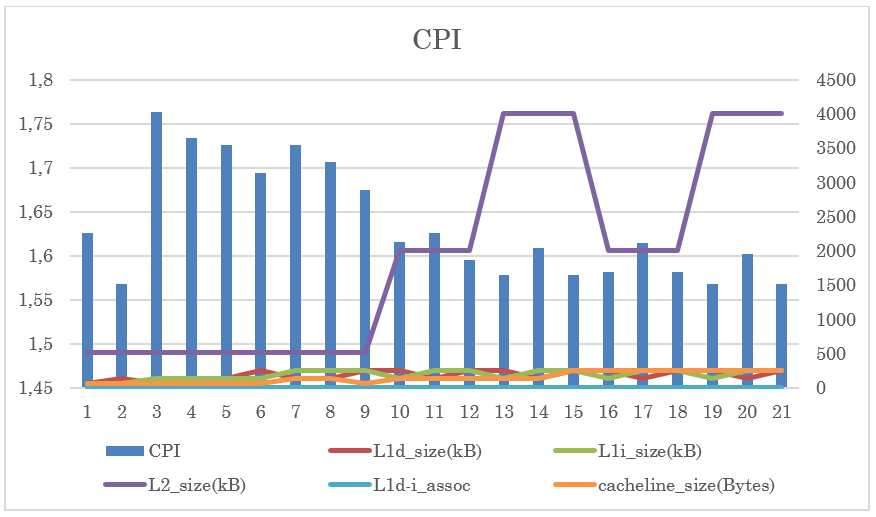 CPI
1,8 4500
1,75 4000
1,7 3500
3000
1,65 2500
1,6 2000
1,55 1500
1,5 1000
500
1,45 0
1 2 3 4 5 6 7 8 9 10 11 12 13 14 15 16 17 18 19 20 21
CPI L1d_size(kB) L1i_size(kB)
L2_size(kB) L1d-i_assoc cacheline_size(Bytes)